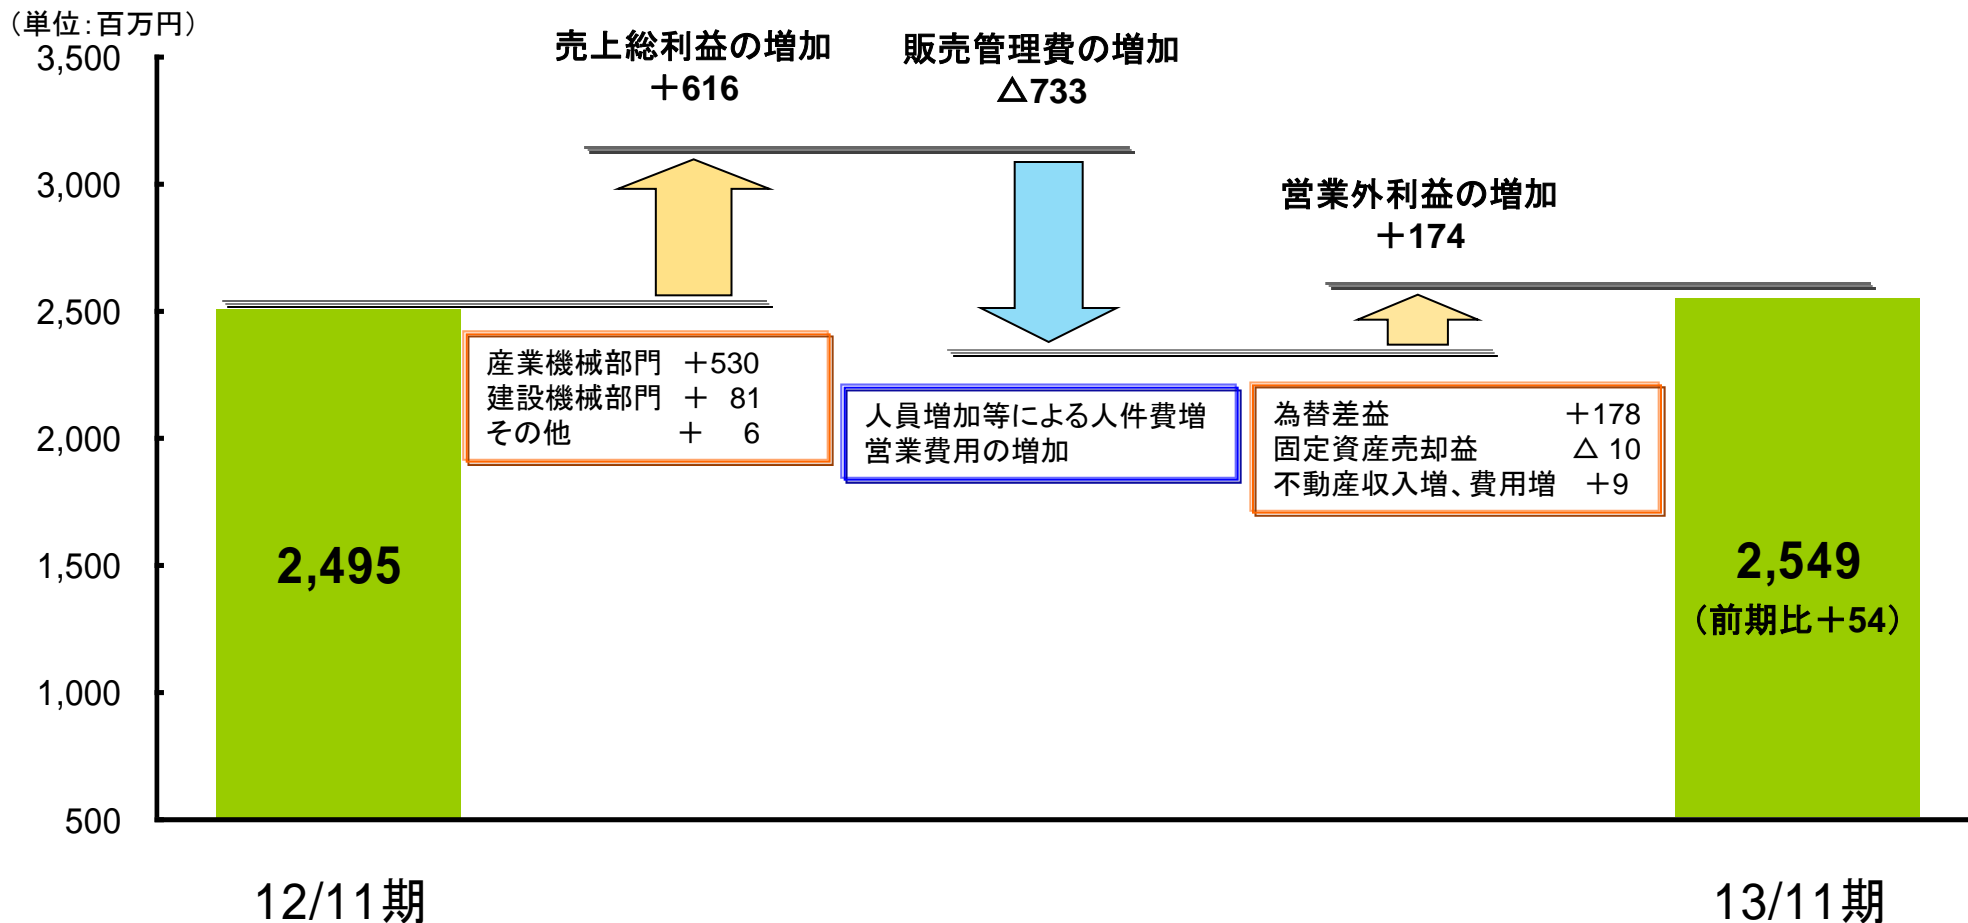 （単位：百万円）
3,500
3,000
2,500
2,000
1,500
1,000
500
売上総利益の増加
＋616
販売管理費の増加
△733
営業外利益の増加
＋174
産業機械部門 ＋530
建設機械部門 ＋ 81
その他 ＋ 6
人員増加等による人件費増
営業費用の増加
為替差益 ＋178
固定資産売却益 △ 10
不動産収入増、費用増 ＋9
2,495
2,549
（前期比＋54）
12/11期
13/11期